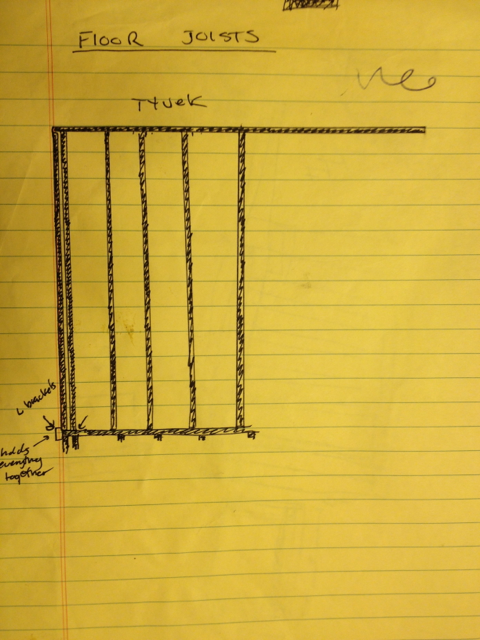 FLOOR JOISTS
TYVEK
L brackets
holds
everything
together